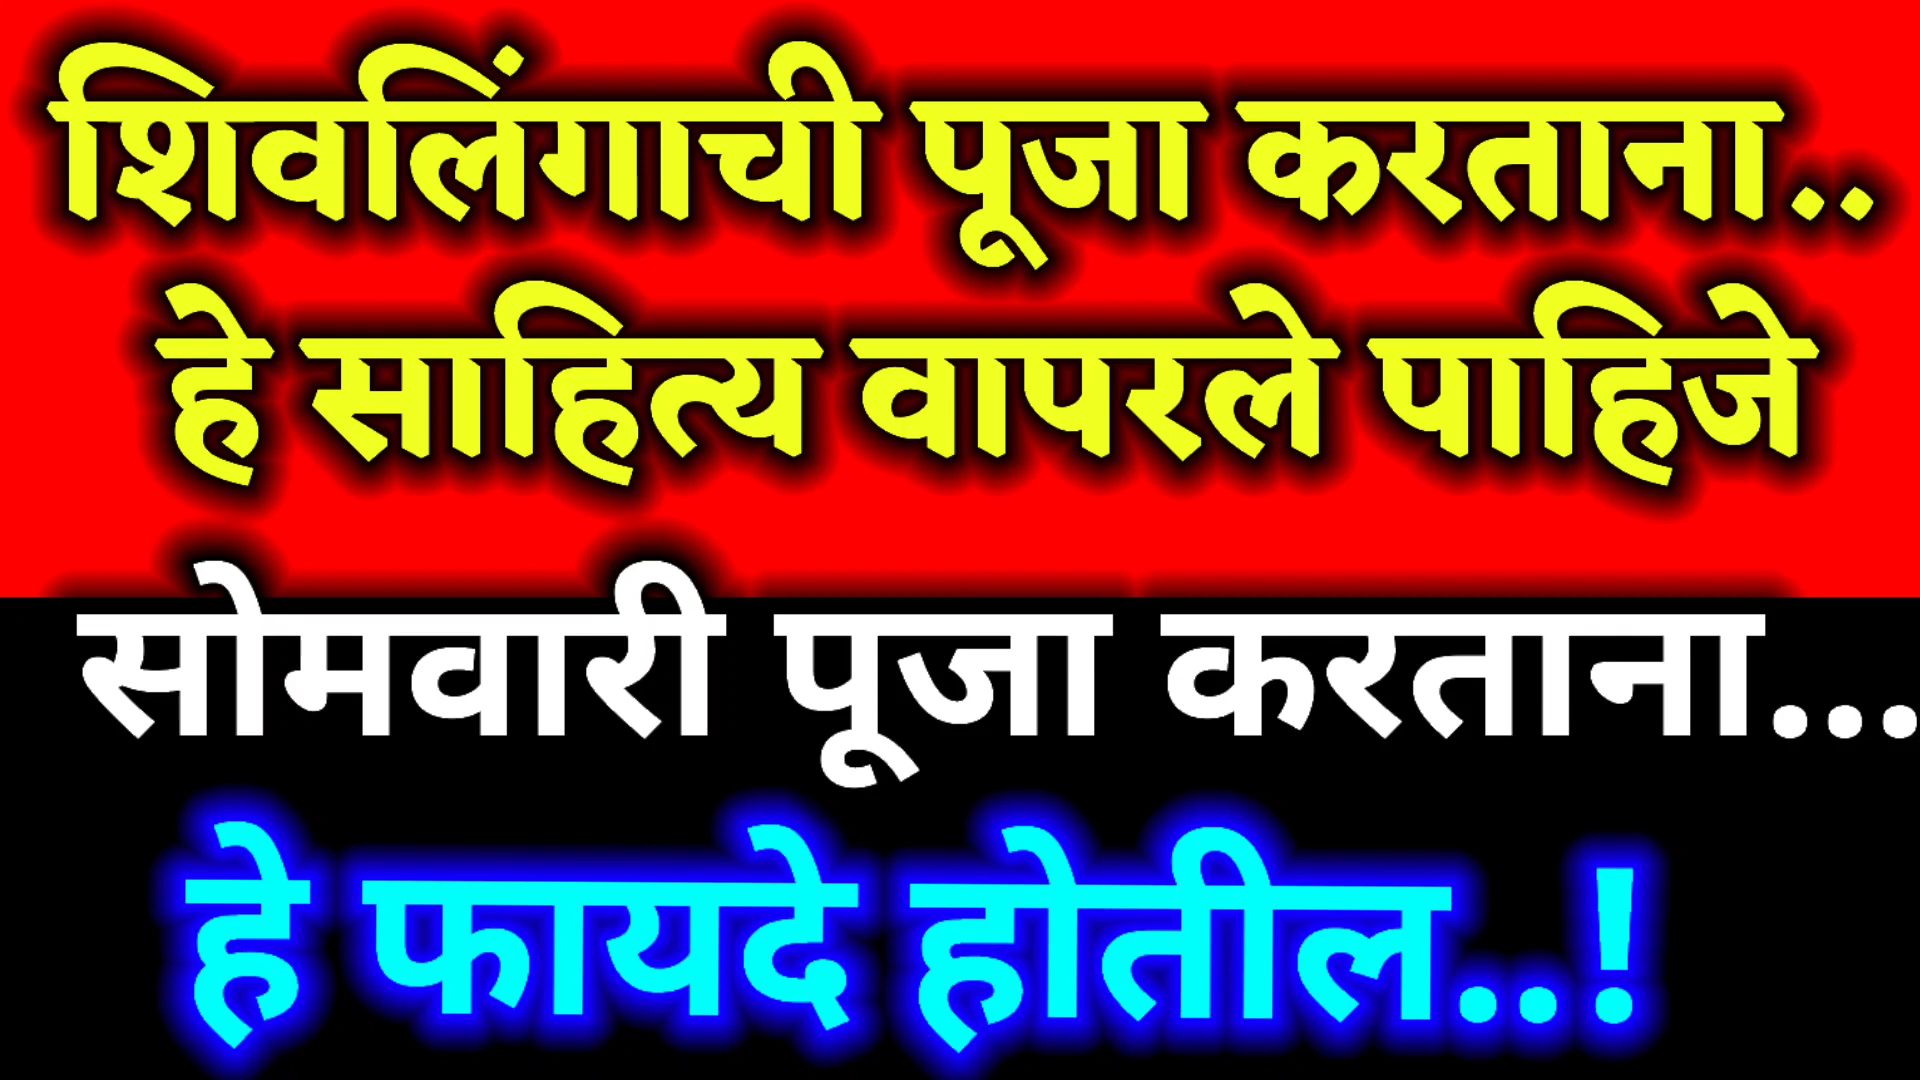 शिवलिंगाची पूजा करताना..
हे साहित्य वापरले पाहिजे
सोमवारी पूजा करताना...
हे फायदे होतील..!